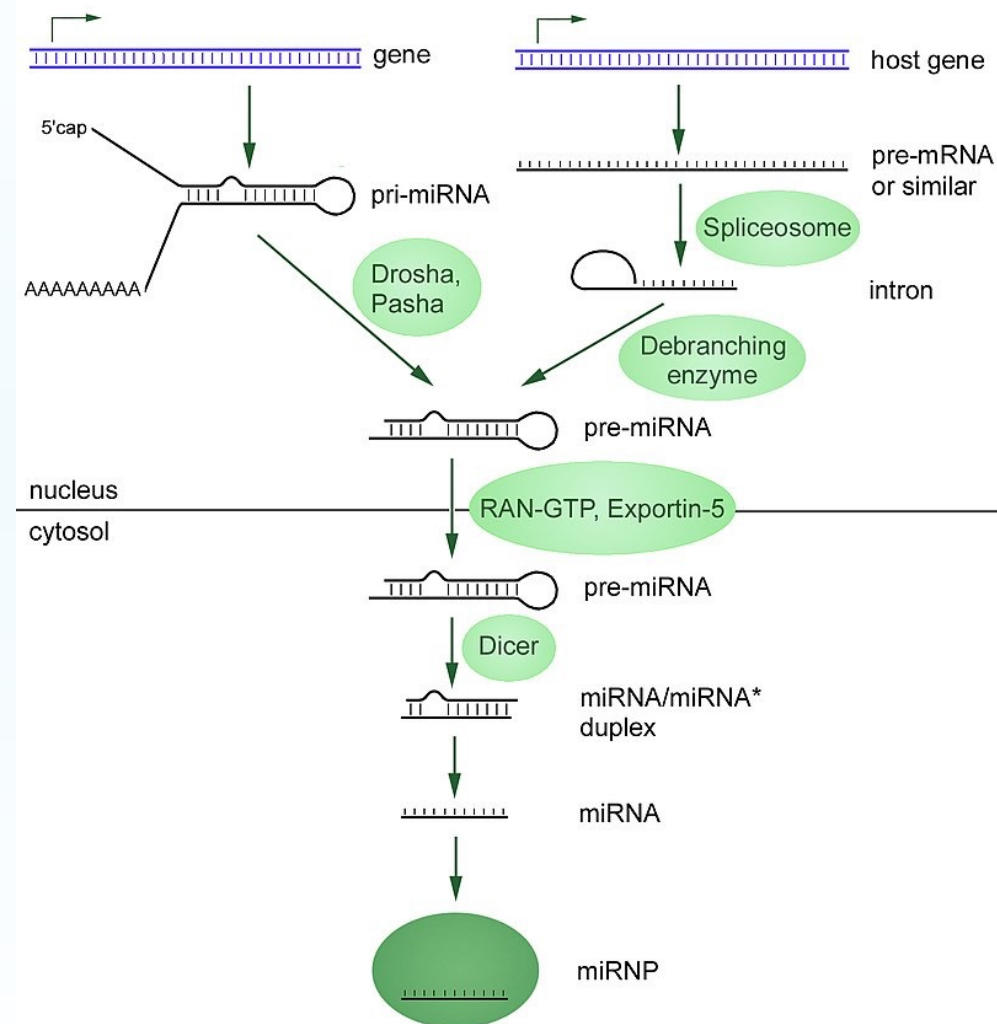 gene
host gene
5'cap
pri-miRNA
pre-mRNA
or similar
Spliceosome
AAAAAAAAA
Drosha,
Pasha
intron
Debranching
enzyme
pre-miRNA
nucleus
RAN-GTP, Exportin-5
cytosol
pre-miRNA
Dicer
miRNA/miRNA*
duplex
miRNA
miRNP